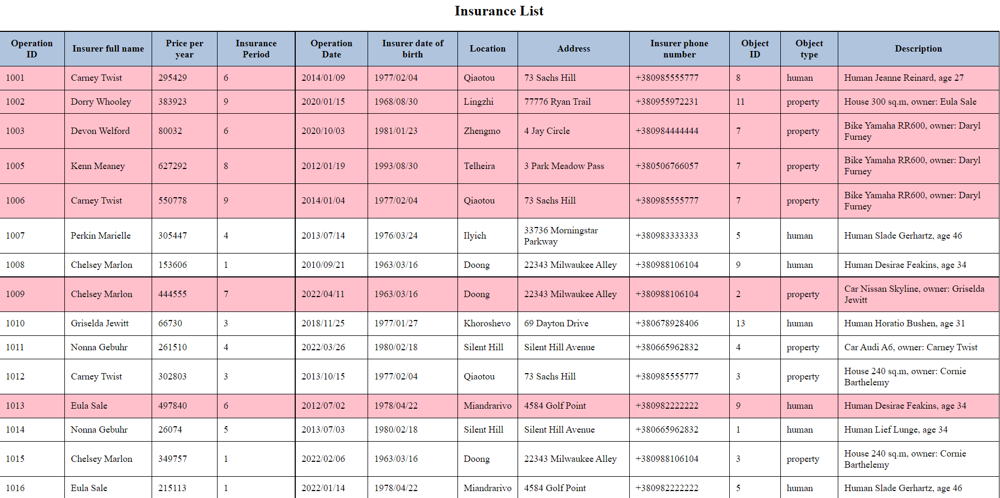 Insurance List
Operation ID Insurer full name Price per year Insurance Period Operation Date Insurer date of birth Location Address Insurer phone number Object ID Object type Description
1001 Carney Twist 295429 6 2014/01/09 1977/02/04 Qiaotou 73 Sachs Hill +380985555777 8 human Human Jeanne Reinard, age 27
1002 Dorry Whooley 383923 9 2020/01/15 1968/08/30 Lingzhi 77776 Ryan Trail +380955972231 11 property House 300 sq.m, owner: Eula Sale
1003 Devon Welford 80032 6 2020/10/03 1981/01/23 Zhengmo 4 Jay Circle +380984444444 7 property Bike Yamaha RR600, owner: Daryl Furney
1005 Kenn Meaney 627292 8 2012/01/19 1993/08/30 Telheira 3 Park Meadow Pass +380506766057 7 property Bike Yamaha RR600, owner: Daryl Furney
1006 Carney Twist 550778 9 2014/01/04 1977/02/04 Qiaotou 73 Sachs Hill +380985555777 7 property Bike Yamaha RR600, owner: Daryl Furney
1007 Perkin Marielle 305447 4 2013/07/14 1976/03/24 Ilyich 33736 Morningstar Parkway +380983333333 5 human Human Slade Gerhartz, age 46
1008 Chelsey Marlon 153606 1 2010/09/21 1963/03/16 Doong 22343 Milwaukee Alley +380988106104 9 human Human Desirae Feakins, age 34
1009 Chelsey Marlon 444555 7 2022/04/11 1963/03/16 Doong 22343 Milwaukee Alley +380988106104 2 property Car Nissan Skyline, owner: Griselda Jewitt
1010 Griselda Jewitt 66730 3 2018/11/25 1977/01/27 Khoroshevo 69 Dayton Drive +380678928406 13 human Human Horatio Bushen, age 31
1011 Nonna Gebuhr 261510 4 2022/03/26 1980/02/18 Silent Hill Silent Hill Avenue +380665962832 4 property Car Audi A6, owner: Carney Twist
1012 Carney Twist 302803 3 2013/10/15 1977/02/04 Qiaotou 73 Sachs Hill +380985555777 3 property House 240 sq.m, owner: Cornie Barthelemy
1013 Eula Sale 497840 6 2012/07/02 1978/04/22 Miandrarivo 4584 Golf Point +380982222222 9 human Human Desirae Feakins, age 34
1014 Nonna Gebuhr 26074 5 2013/07/03 1980/02/18 Silent Hill Silent Hill Avenue +380665962832 1 human Human Lief Lunge, age 34
1015 Chelsey Marlon 349757 1 2022/02/06 1963/03/16 Doong 22343 Milwaukee Alley +380988106104 3 property House 240 sq.m, owner: Cornie Barthelemy
1016 Eula Sale 215113 1 2022/01/14 1978/04/22 Miandrarivo 4584 Golf Point +380982222222 5 human Human Slade Gerhartz, age 46